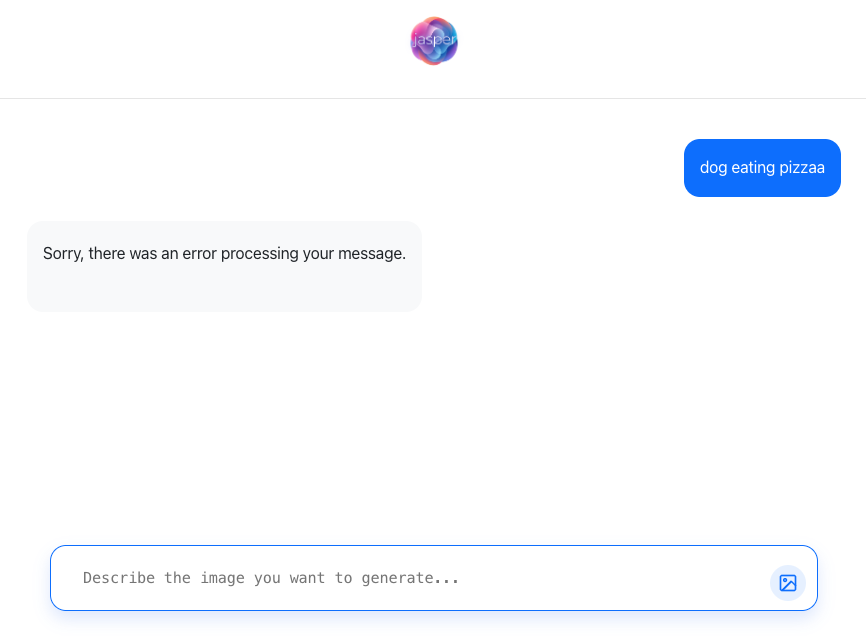 jasper
dog eating pizzaa
Sorry, there was an error processing your message.
Describe the image you want to generate...